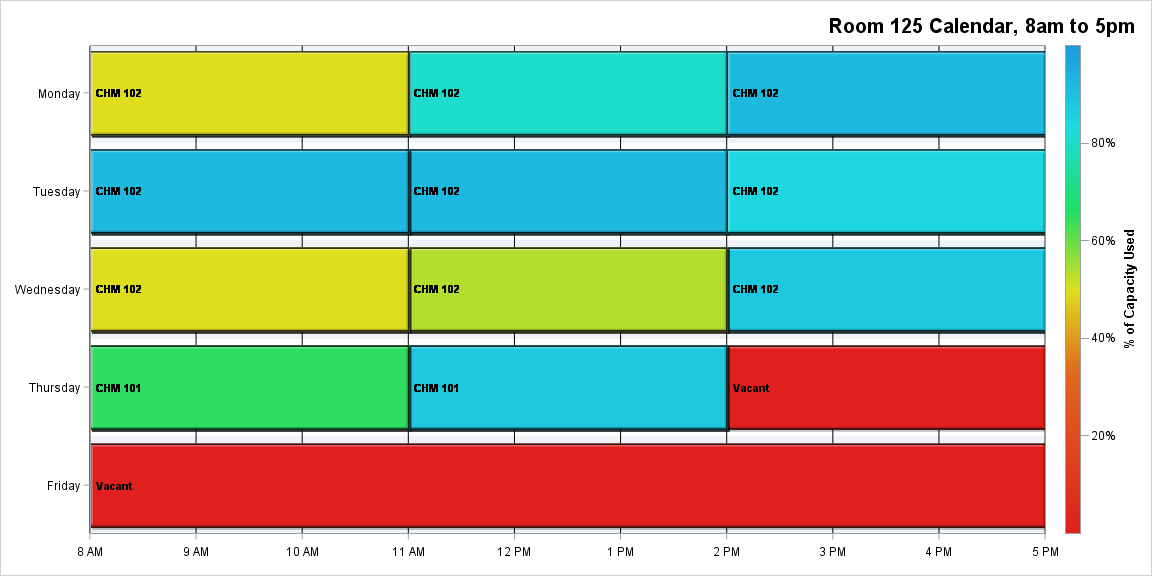 Room 125 Calendar, 8am to 5pm
Monday
CHM 102
CHM 102
CHM 102
Tuesday
CHM 102
CHM 102
CHM 102
Wednesday
CHM 102
CHM 102
CHM 102
Thursday
CHM 101
CHM 101
Vacant
Friday
Vacant
8 AM
9 AM
10 AM
11 AM
12 PM
1 PM
2 PM
3 PM
4 PM
5 PM
80%
60%
40%
20%
% of Capacity Used